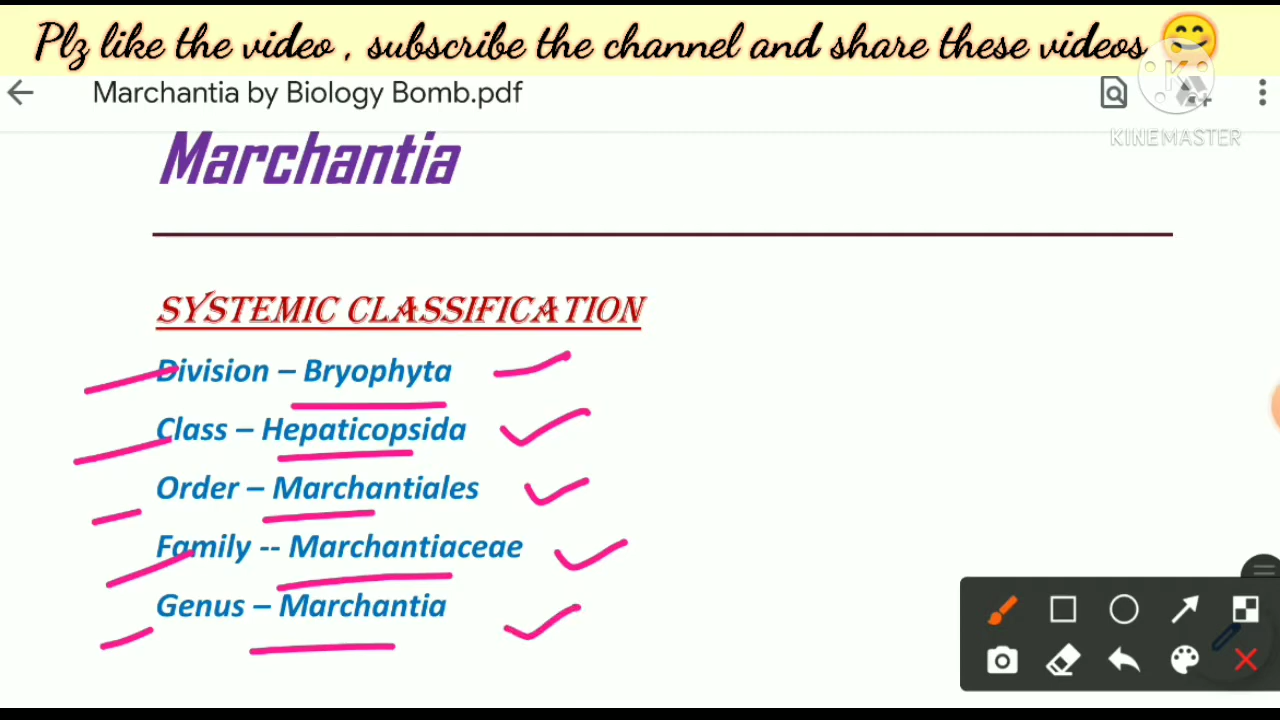 Plz like the video , subscribe the channel and share these videos 😊
Marchantia by Biology Bomb.pdf
KINEMASTER
Marchantia
SYSTEMIC CLASSIFICATION
Division – Bryophyta
Class – Hepaticopsida
Order – Marchantiales
Family -- Marchantiaceae
Genus – Marchantia